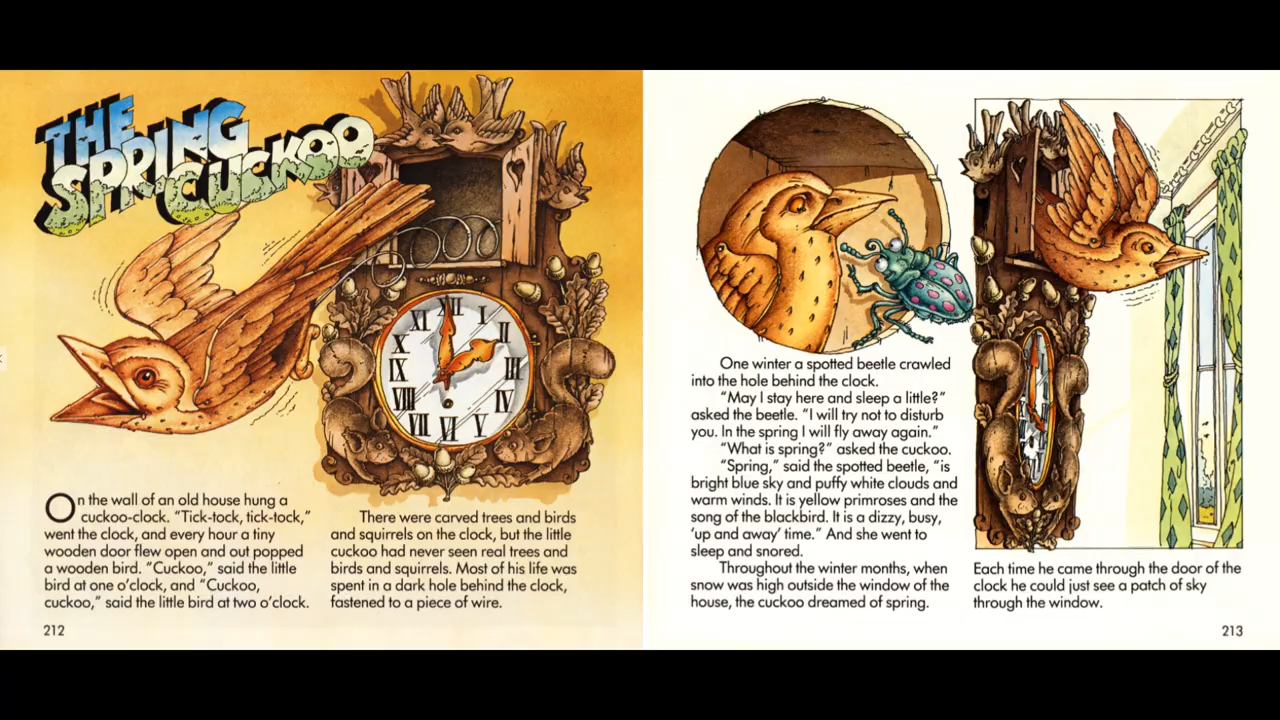 THE
SPRING
CUCKOO
XII
I
II
III
IV
V
VI
VII
VIII
IX
X
XI
On the wall of an old house hung a
cuckoo-clock. “Tick-tock, tick-tock,”
went the clock, and every hour a tiny
wooden door flew open and out popped
a wooden bird. “Cuckoo,” said the little
bird at one o’clock, and “Cuckoo,
cuckoo,” said the little bird at two o’clock.
There were carved trees and birds
and squirrels on the clock, but the little
cuckoo had never seen real trees and
birds and squirrels. Most of his life was
spent in a dark hole behind the clock,
fastened to a piece of wire.
212
One winter a spotted beetle crawled
into the hole behind the clock.
“May I stay here and sleep a little?”
asked the beetle. “I will try not to disturb
you. In the spring I will fly away again.”
“What is spring?” asked the cuckoo.
“Spring,” said the spotted beetle, “is
bright blue sky and puffy white clouds and
warm winds. It is yellow primroses and the
song of the blackbird. It is a dizzy, busy,
‘up and away’ time.” And she went to
sleep and snored.
Throughout the winter months, when
snow was high outside the window of the
house, the cuckoo dreamed of spring.
Each time he came through the door of the
clock he could just see a patch of sky
through the window.
213